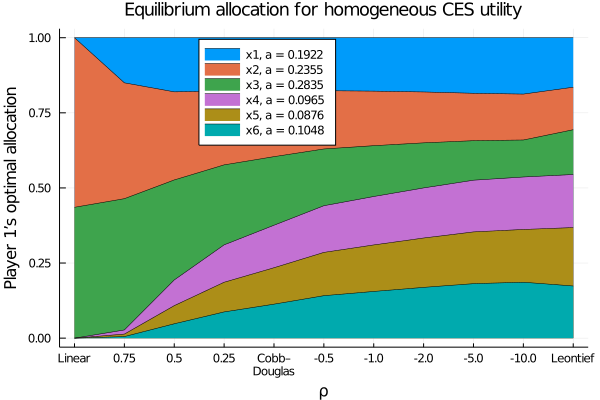 Equilibrium allocation for homogeneous CES utility
Player 1's optimal allocation
1.00
0.75
0.50
0.25
0.00
x1, a = 0.1922
x2, a = 0.2355
x3, a = 0.2835
x4, a = 0.0965
x5, a = 0.0876
x6, a = 0.1048
Linear 0.75 0.5 0.25 Cobb– -0.5 -1.0 -2.0 -5.0 -10.0 Leontief
Douglas
ρ